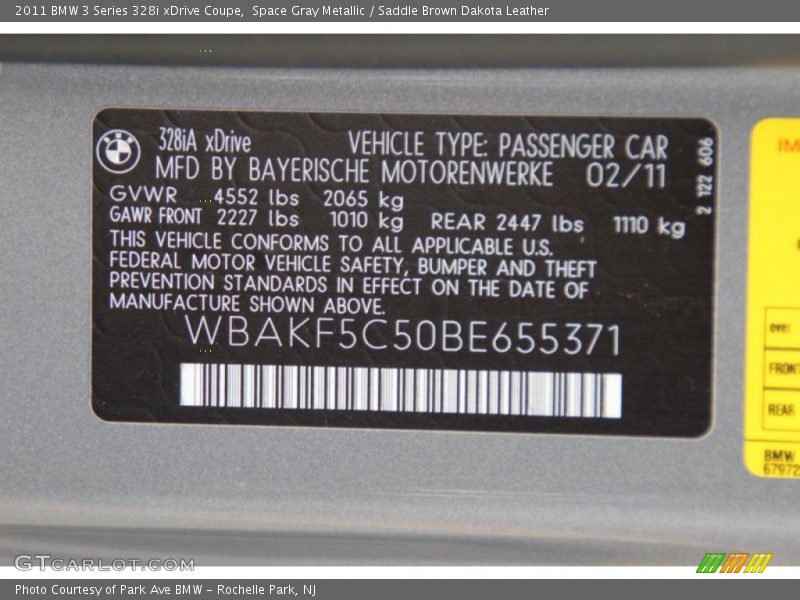 2011 BMW 3 Series 328i xDrive Coupe,  Space Gray Metallic / Saddle Brown Dakota Leather
328iA xDrive VEHICLE TYPE: PASSENGER CAR
MFD BY BAYERISCHE MOTORENWERKE 02/11
2 122 606
GVWR 4552 lbs 2065 kg
GAWR FRONT 2227 lbs 1010 kg REAR 2447 lbs 1110 kg
THIS VEHICLE CONFORMS TO ALL APPLICABLE U.S.
FEDERAL MOTOR VEHICLE SAFETY, BUMPER AND THEFT
PREVENTION STANDARDS IN EFFECT ON THE DATE OF
MANUFACTURE SHOWN ABOVE.
WBAKF5C50BE655371
IM
over
FRONT
REAR
BMW
67972
GTcarlot.com
Photo Courtesy of Park Ave BMW - Rochelle Park, NJ